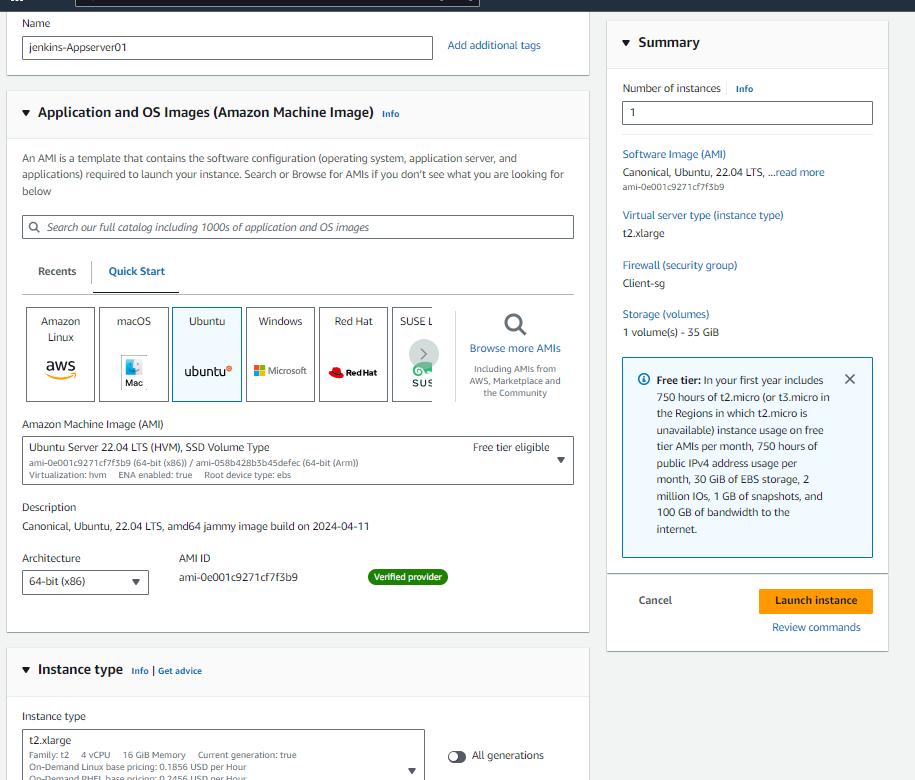 Name
jenkins-Appserver01
Add additional tags
Application and OS Images (Amazon Machine Image) Info
An AMI is a template that contains the software configuration (operating system, application server, and
applications) required to launch your instance. Search or Browse for AMIs if you don't see what you are looking for
below
Search our full catalog including 1000s of application and OS images
Recents
Quick Start
Amazon
Linux
aws
macOS
Mac
Ubuntu
ubuntu
Windows
Microsoft
Red Hat
Red Hat
SUSE L
SUS
Browse more AMIs
Including AMIs from
AWS, Marketplace and
the Community
Amazon Machine Image (AMI)
Ubuntu Server 22.04 LTS (HVM), SSD Volume Type
Free tier eligible
ami-0e001c9271cf7f3b9 (64-bit (x86)) / ami-058b428b3b45defec (64-bit (Arm))
Virtualization: hvm ENA enabled: true Root device type: ebs
Description
Canonical, Ubuntu, 22.04 LTS, amd64 jammy image build on 2024-04-11
Architecture
64-bit (x86)
AMI ID
ami-0e001c9271cf7f3b9
Verified provider
Instance type Info | Get advice
Instance type
t2.xlarge
Family: t2 4 vCPU 16 GiB Memory Current generation: true
On-Demand Linux base pricing: 0.1856 USD per Hour
On-Demand RHEL base pricing: 0.2456 USD per Hour
All generations
Summary
Number of instances Info
1
Software Image (AMI)
Canonical, Ubuntu, 22.04 LTS, ...read more
ami-0e001c9271cf7f3b9
Virtual server type (instance type)
t2.xlarge
Firewall (security group)
Client-sg
Storage (volumes)
1 volume(s) - 35 GiB
Free tier: In your first year includes
750 hours of t2.micro (or t3.micro in
the Regions in which t2.micro is
unavailable) instance usage on free
tier AMIs per month, 750 hours of
public IPv4 address usage per
month, 30 GiB of EBS storage, 2
million IOs, 1 GB of snapshots, and
100 GB of bandwidth to the
internet.
Cancel
Launch instance
Review commands